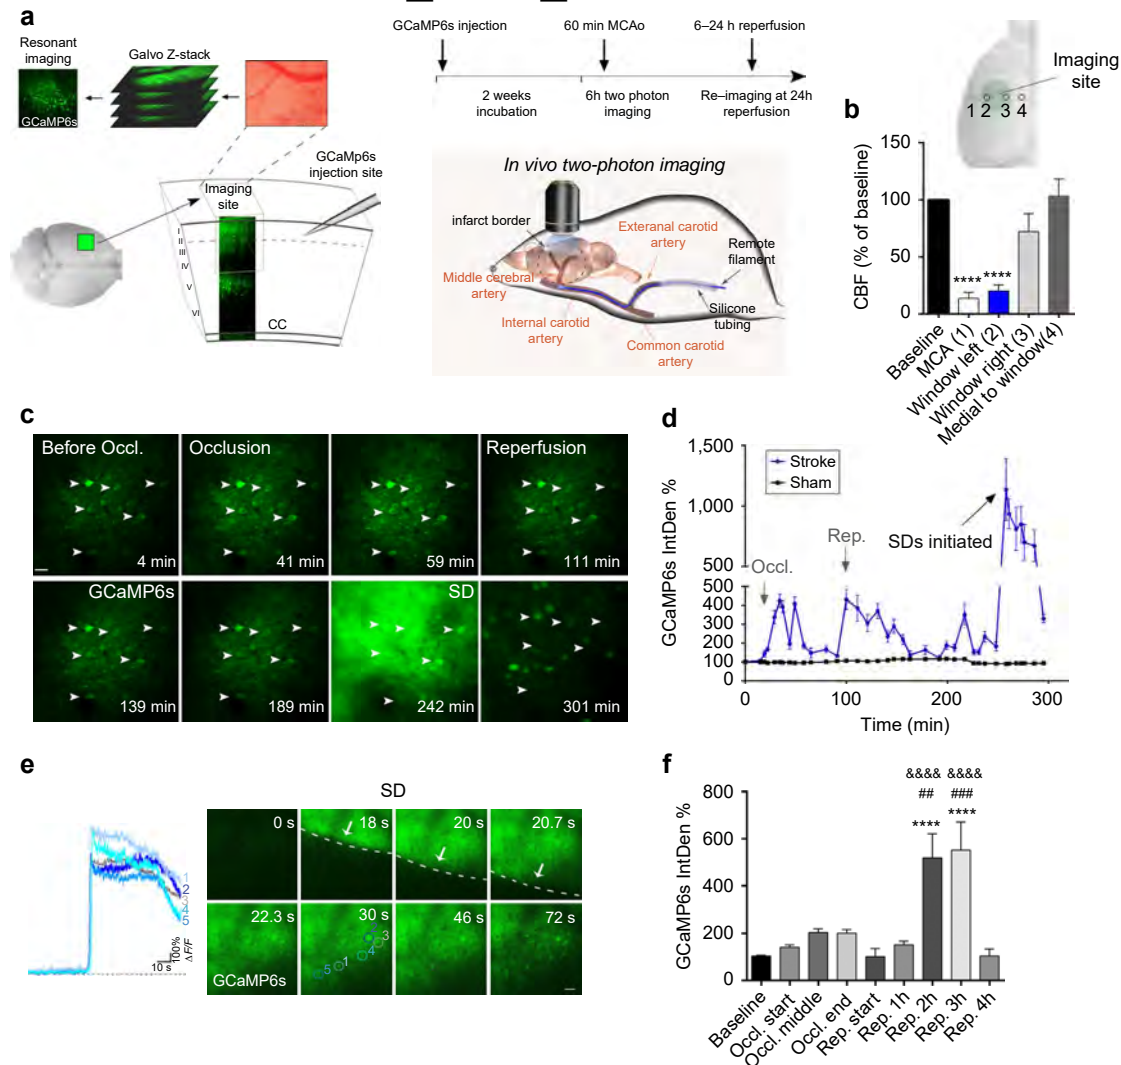 a
Resonant
imaging
Galvo Z-stack
GCaMP6s
GCaMp6s
injection site
Imaging
site
I
II
III
IV
V
VI
CC
GCaMP6s injection
60 min MCAo
6–24 h reperfusion
2 weeks
incubation
6h two photon
imaging
Re–imaging at 24h
reperfusion
In vivo two-photon imaging
infarct border
Exteranal carotid
artery
Remote
filament
Middle cerebral
artery
Silicone
tubing
Internal carotid
artery
Common carotid
artery
Imaging
site
1 2 3 4
b
CBF (% of baseline)
150
100
50
0
**** ****
Baseline
MCA (1)
Window left (2)
Window right (3)
Medial to window(4)
c
Before Occl.
4 min
Occlusion
41 min
59 min
Reperfusion
111 min
GCaMP6s
139 min
189 min
SD
242 min
301 min
d
GCaMP6s IntDen %
1,500
1,000
500
500
400
300
200
100
0
Stroke
Sham
Occl.
Rep.
SDs initiated
0 100 200 300
Time (min)
e
SD
1
2
3
4
5
100%
ΔF/F
10 s
0 s
18 s
20 s
20.7 s
22.3 s
GCaMP6s
30 s
3
4
1
5
46 s
72 s
f
GCaMP6s IntDen %
800
600
400
200
0
&&&& &&&&
## ###
**** ****
Baseline
Occl. start
Occl. middle
Occl. end
Rep. start
Rep. 1h
Rep. 2h
Rep. 3h
Rep. 4h